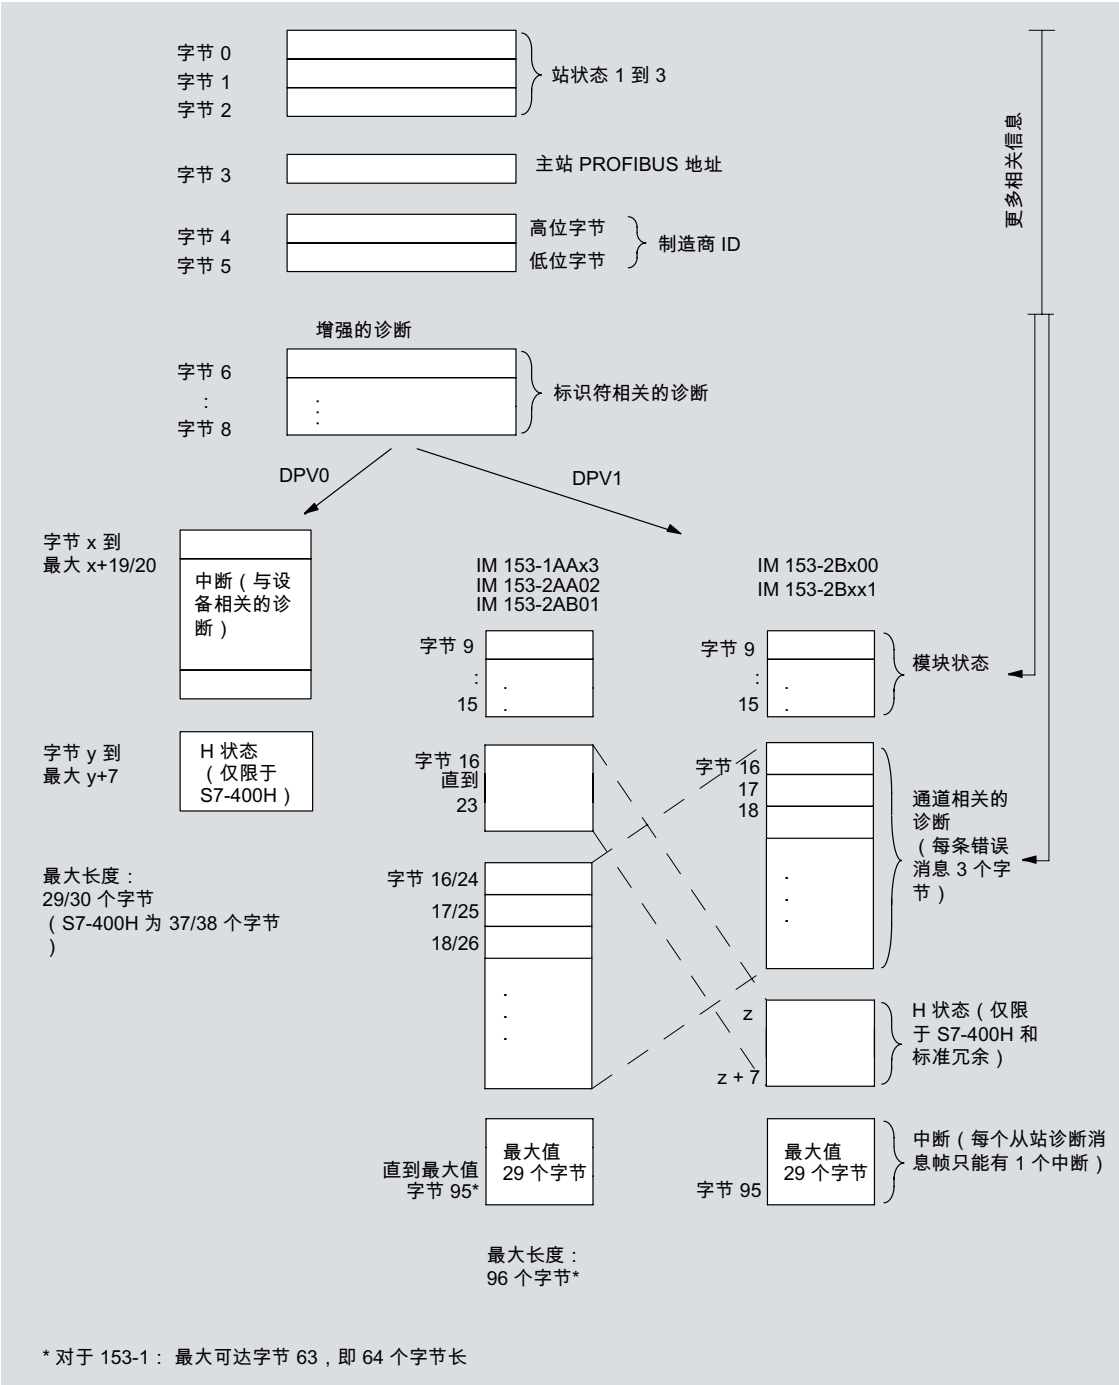 字节 0
字节 1
字节 2
站状态 1 到 3
更多相关信息
字节 3
主站 PROFIBUS 地址
字节 4
字节 5
高位字节
低位字节
制造商 ID
增强的诊断
字节 6
:
字节 8
标识符相关的诊断
DPV0
DPV1
字节 x 到
最大 x+19/20
中断（与设
备相关的诊
断）
字节 y 到
最大 y+7
H 状态
（仅限于
S7-400H）
最大长度：
29/30 个字节
（S7-400H 为 37/38 个字节
）
IM 153-1AAx3
IM 153-2AA02
IM 153-2AB01
字节 9
:
15
字节 16
直到
23
字节 16/24
17/25
18/26
直到最大值
字节 95*
最大值
29 个字节
最大长度：
96 个字节*
IM 153-2Bx00
IM 153-2Bxx1
字节 9
:
15
模块状态
字节 16
17
18
通道相关的
诊断
（每条错误
消息 3 个字
节）
z
z + 7
H 状态（仅限
于 S7-400H 和
标准冗余）
字节 95
最大值
29 个字节
中断（每个从站诊断消
息帧只能有 1 个中断）
* 对于 153-1： 最大可达字节 63，即 64 个字节长